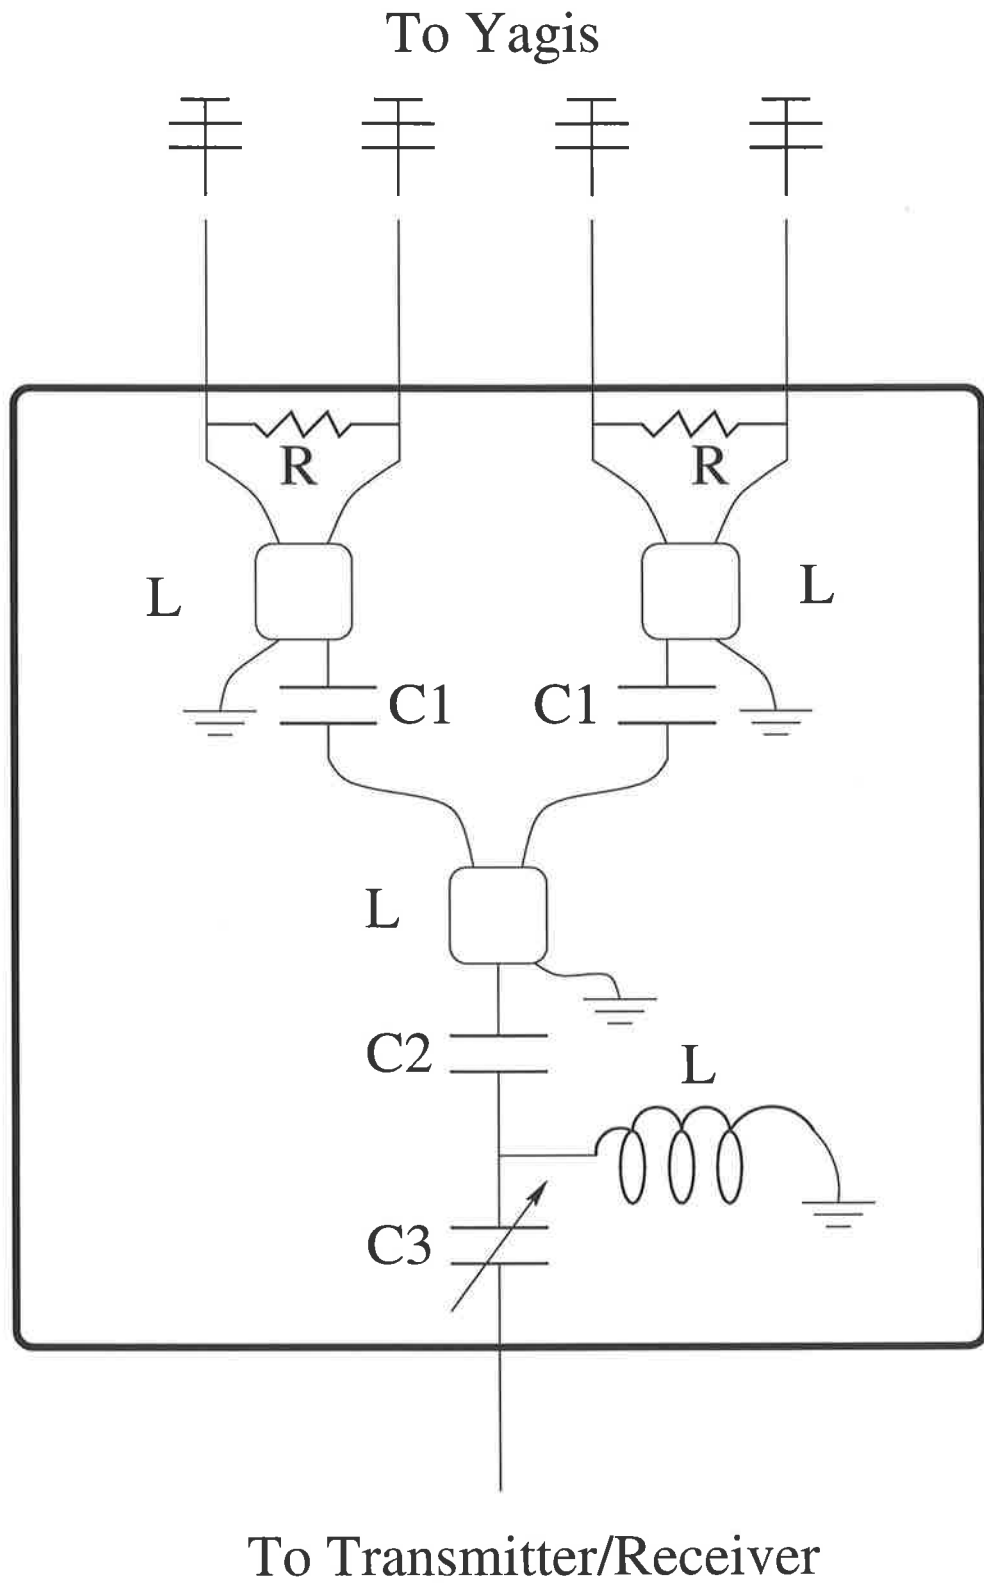 To Yagis
R
R
L
L
C1
C1
L
C2
L
C3
To Transmitter/Receiver